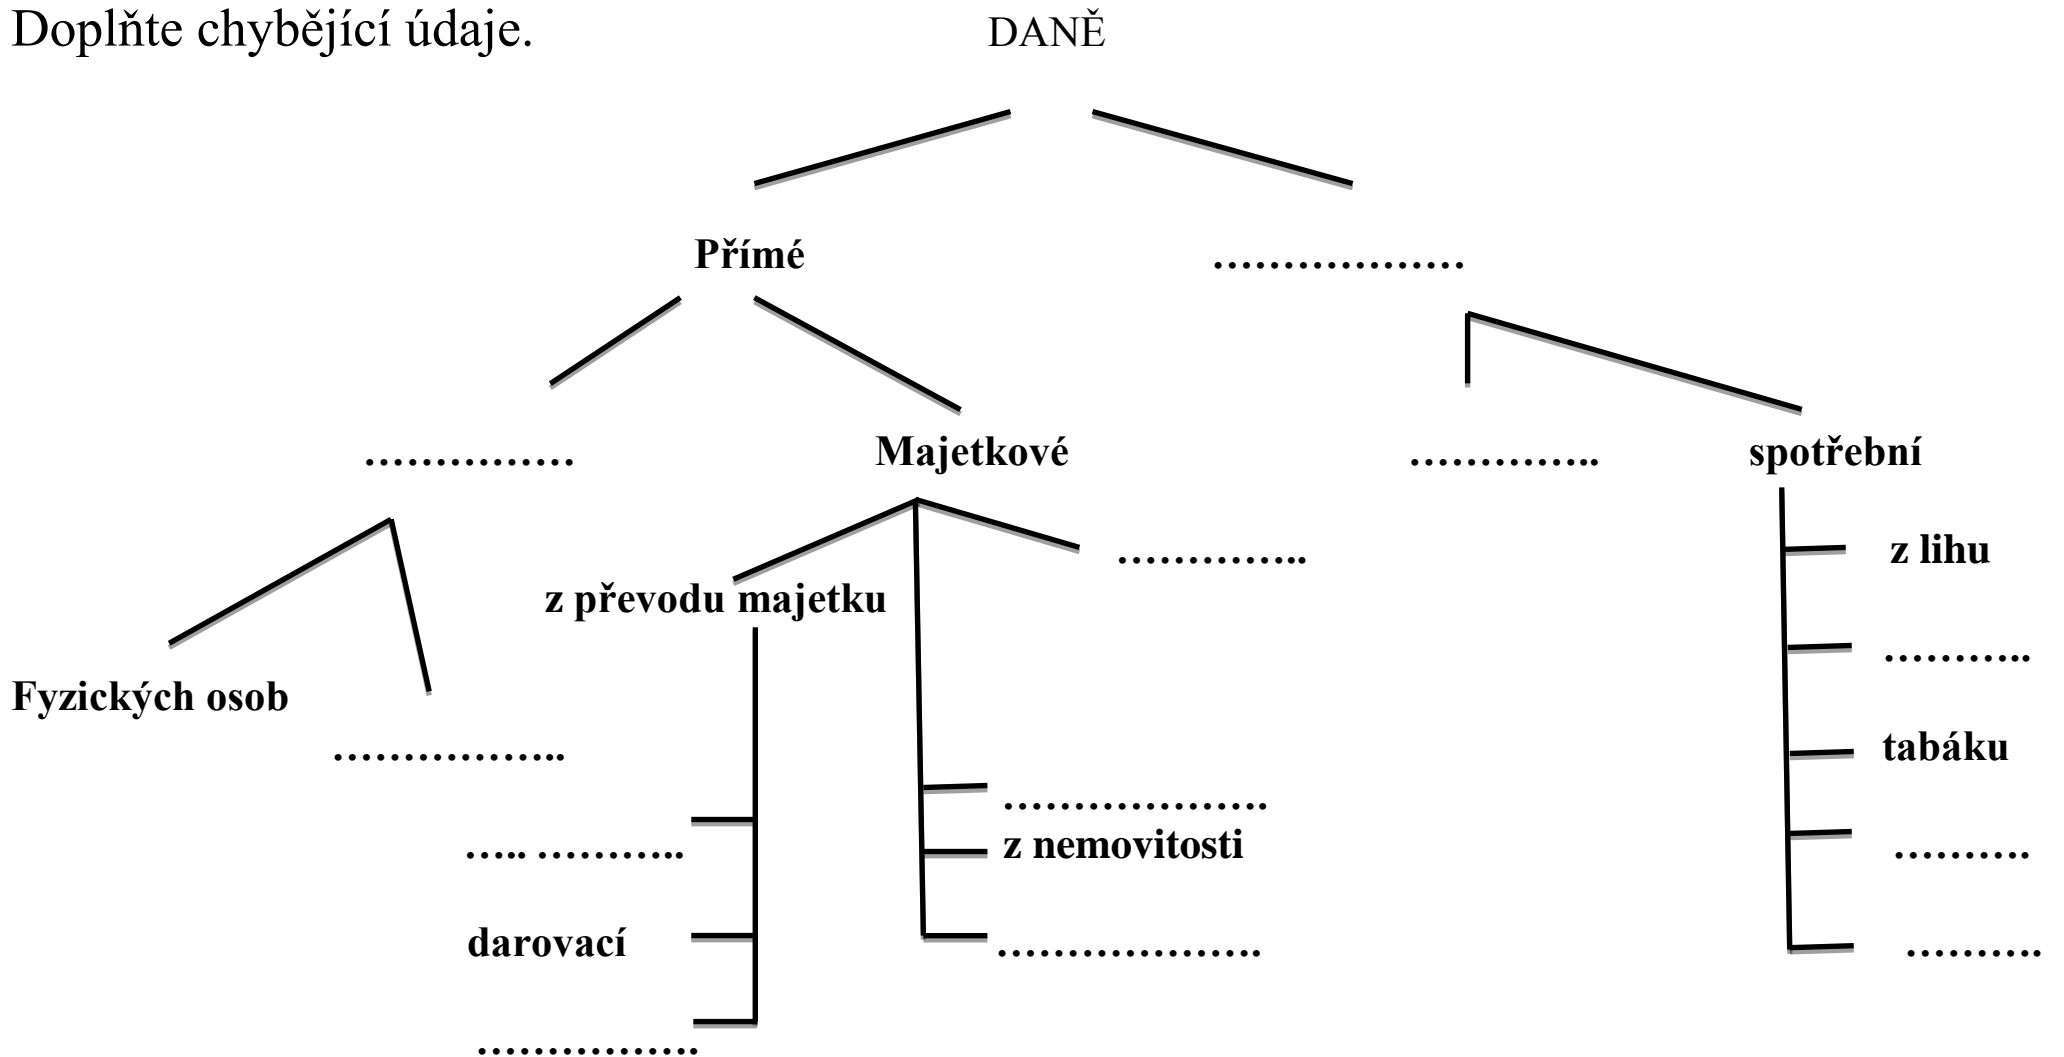 Doplňte chybějící údaje.
DANĚ
Přímé
………………
……………
Majetkové
…………..
spotřební
…………..
z lihu
z převodu majetku
………..
Fyzických osob
tabáku
……………..
……………….
….. ………..
z nemovitosti
……….
darovací
……………….
……….
…………….